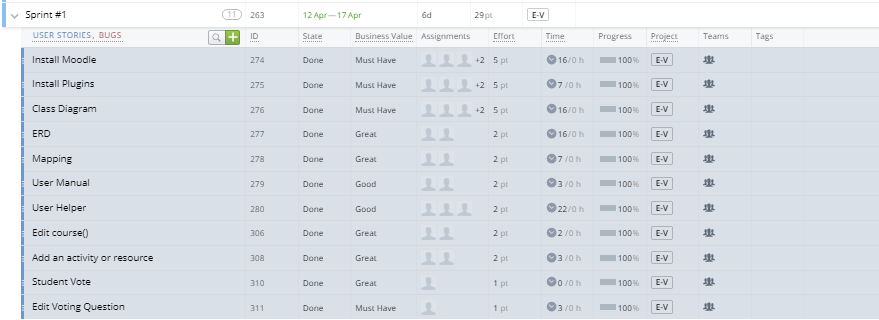 Sprint #1 11 263 12 Apr — 17 Apr 6d 29 pt E-V
USER STORIES, BUGS ID State Business Value Assignments Effort Time Progress Project Teams Tags
Install Moodle 274 Done Must Have +2 5 pt 16/0 h 100% E-V
Install Plugins 275 Done Must Have +2 5 pt 7/0 h 100% E-V
Class Diagram 276 Done Must Have +2 5 pt 16/0 h 100% E-V
ERD 277 Done Great 2 pt 16/0 h 100% E-V
Mapping 278 Done Great 2 pt 7/0 h 100% E-V
User Manual 279 Done Good 2 pt 3/0 h 100% E-V
User Helper 280 Done Good 2 pt 22/0 h 100% E-V
Edit course() 306 Done Great 2 pt 2/0 h 100% E-V
Add an activity or resource 308 Done Great 2 pt 3/0 h 100% E-V
Student Vote 310 Done Great 1 pt 0/0 h 100% E-V
Edit Voting Question 311 Done Must Have 1 pt 3/0 h 100% E-V